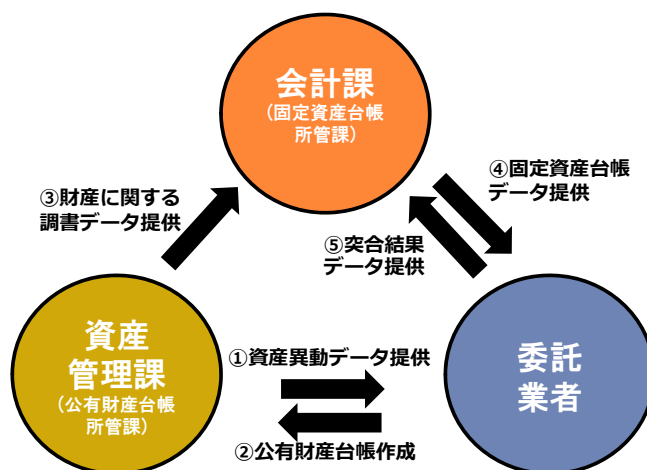 会計課
（固定資産台帳
所管課）
③財産に関する
調書データ提供
④固定資産台帳
データ提供
⑤突合結果
データ提供
資産
管理課
（公有財産台帳
所管課）
①資産異動データ提供
②公有財産台帳作成
委託
業者